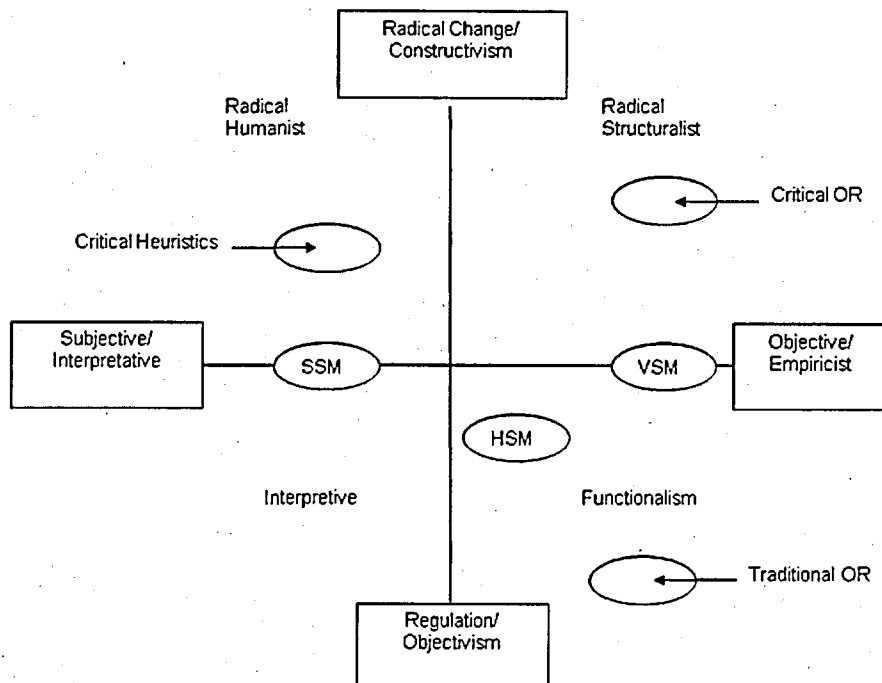 Radical Change/
Constructivism
Radical
Humanist
Radical
Structuralist
Critical OR
Critical Heuristics
Subjective/
Interpretative
SSM
VSM
Objective/
Empiricist
HSM
Interpretive
Functionalism
Traditional OR
Regulation/
Objectivism